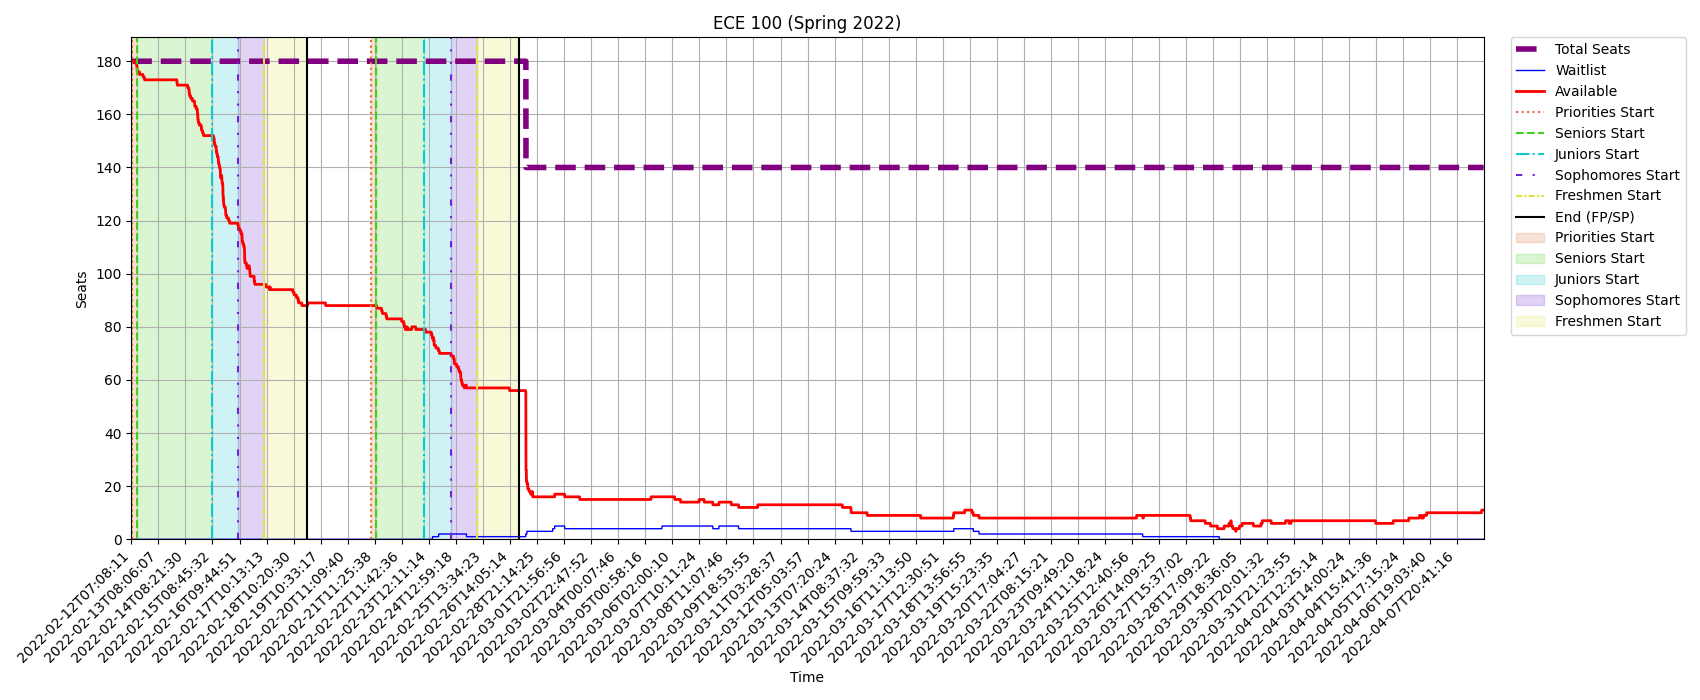 ECE 100 (Spring 2022)
Total Seats
Waitlist
Available
Priorities Start
Seniors Start
Juniors Start
Sophomores Start
Freshmen Start
End (FP/SP)
Priorities Start
Seniors Start
Juniors Start
Sophomores Start
Freshmen Start
Seats
180
160
140
120
100
80
60
40
20
0
2022-02-12T07:08:11
2022-02-13T08:06:07
2022-02-14T08:21:30
2022-02-15T08:45:32
2022-02-16T09:44:51
2022-02-17T10:13:13
2022-02-18T10:20:30
2022-02-19T10:33:17
2022-02-20T11:09:40
2022-02-21T11:25:38
2022-02-22T11:42:36
2022-02-23T12:11:14
2022-02-24T12:59:18
2022-02-25T13:34:23
2022-02-26T14:05:14
2022-02-28T21:14:25
2022-03-01T21:56:56
2022-03-02T22:47:52
2022-03-04T00:07:46
2022-03-05T00:58:16
2022-03-06T02:00:10
2022-03-07T10:11:24
2022-03-08T11:07:46
2022-03-09T18:53:55
2022-03-11T03:28:37
2022-03-12T05:03:57
2022-03-13T07:20:24
2022-03-14T08:37:32
2022-03-15T09:59:33
2022-03-16T11:13:50
2022-03-17T12:30:51
2022-03-18T13:56:55
2022-03-19T15:23:35
2022-03-20T17:04:27
2022-03-22T08:15:21
2022-03-23T09:49:20
2022-03-24T11:18:24
2022-03-25T12:40:56
2022-03-26T14:09:25
2022-03-27T15:37:02
2022-03-28T17:09:22
2022-03-29T18:36:05
2022-03-30T20:01:32
2022-03-31T21:23:55
2022-04-02T12:25:14
2022-04-03T14:00:24
2022-04-04T15:41:36
2022-04-05T17:15:24
2022-04-06T19:03:40
2022-04-07T20:41:16
Time